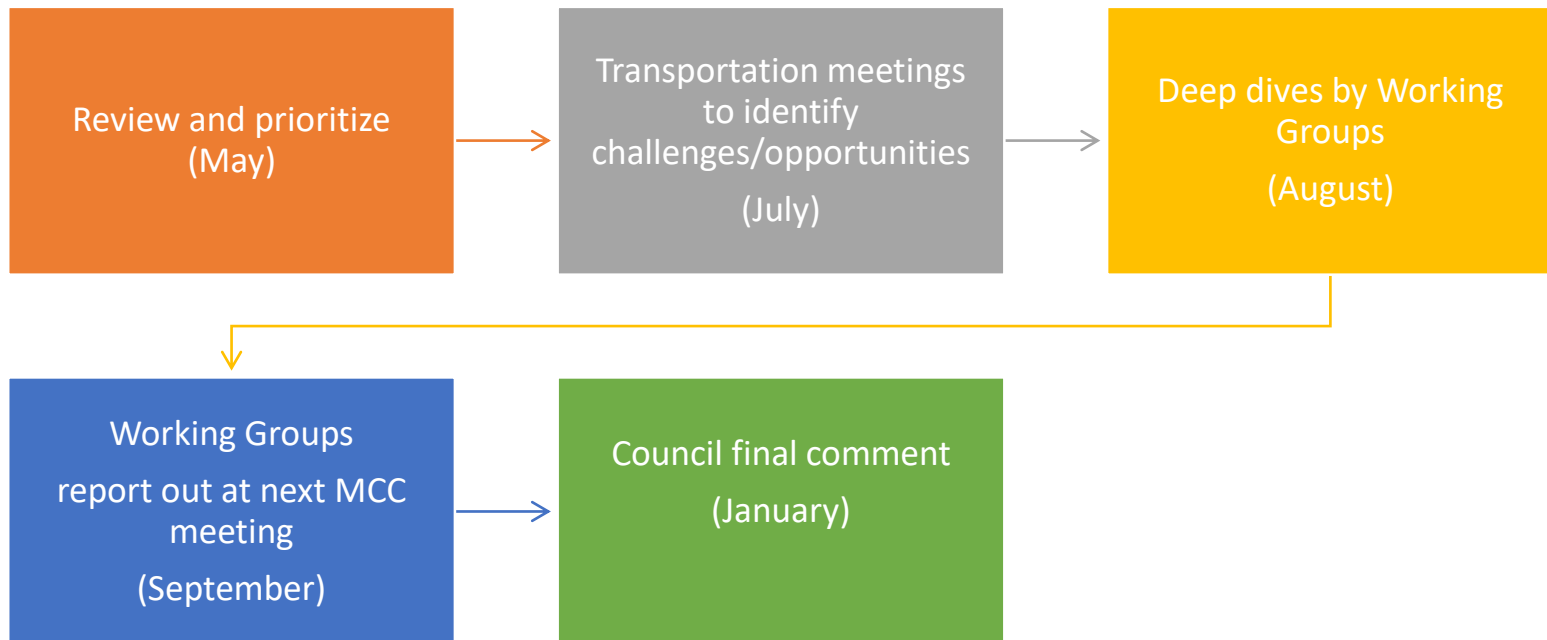 Review and prioritize
(May)
Transportation meetings
to identify
challenges/opportunities
(July)
Deep dives by Working
Groups
(August)
Working Groups
report out at next MCC
meeting
(September)
Council final comment
(January)